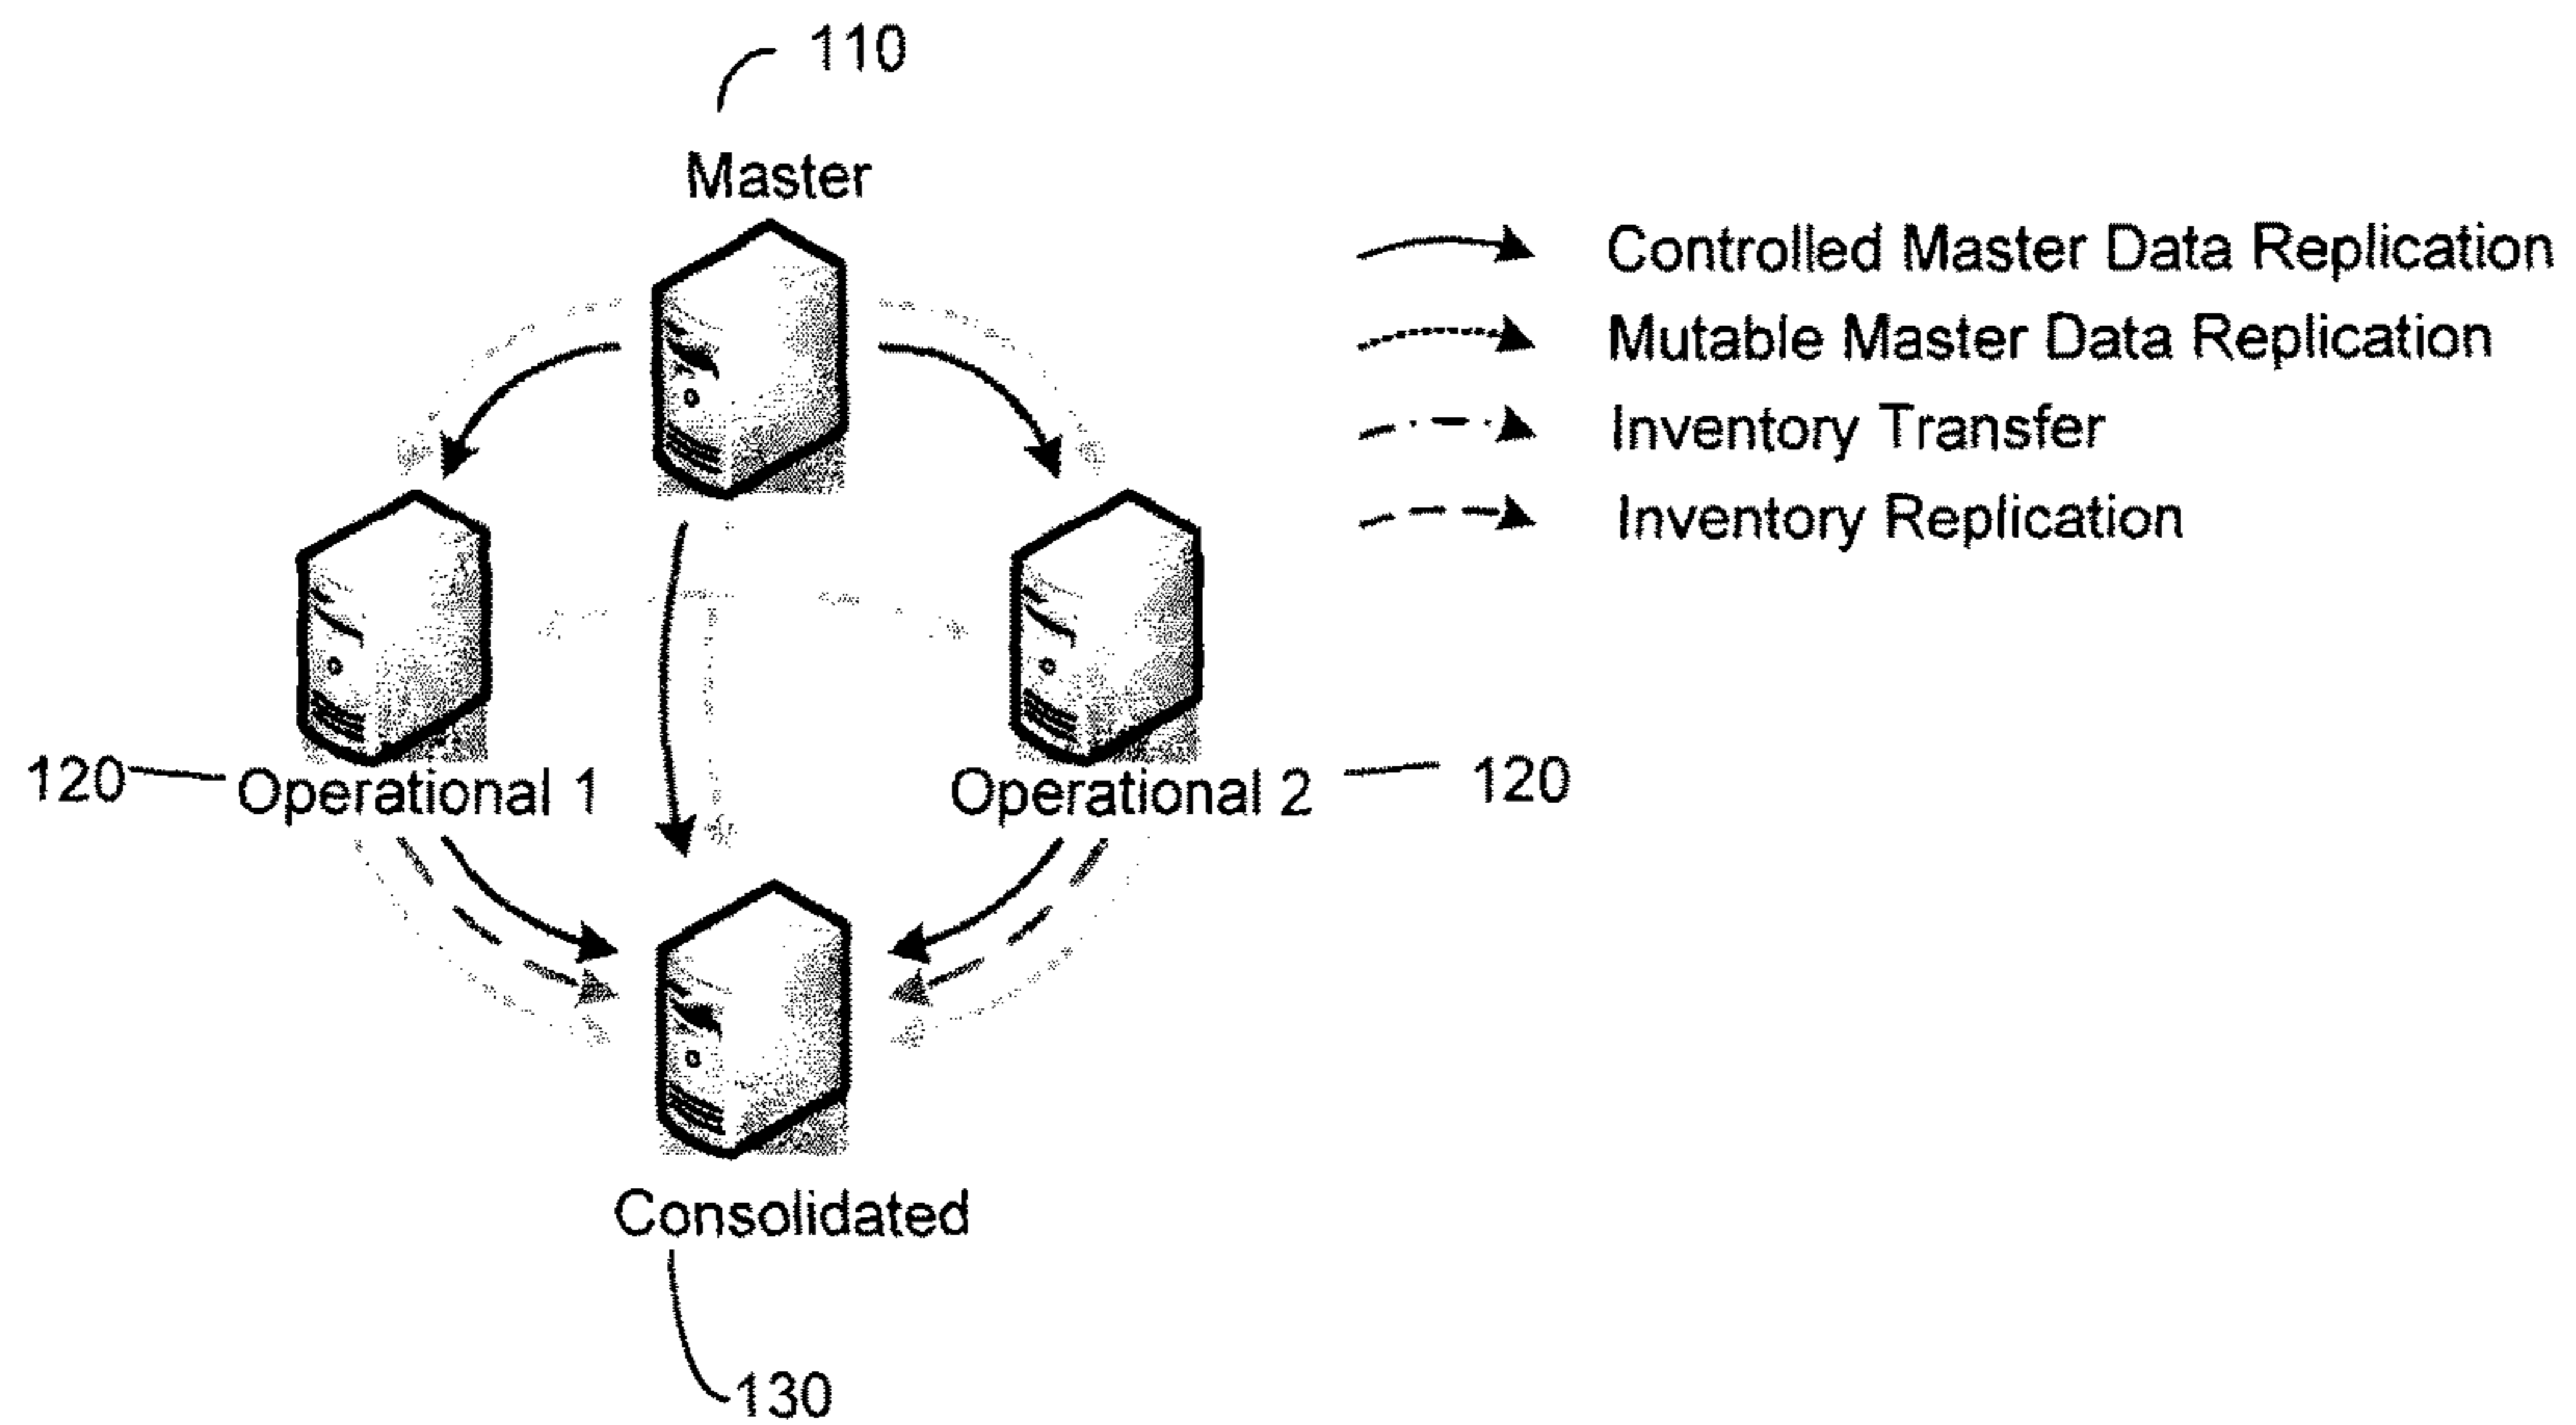 110
Master
Controlled Master Data Replication
Mutable Master Data Replication
Inventory Transfer
Inventory Replication
120
Operational 1
Operational 2
120
Consolidated
130